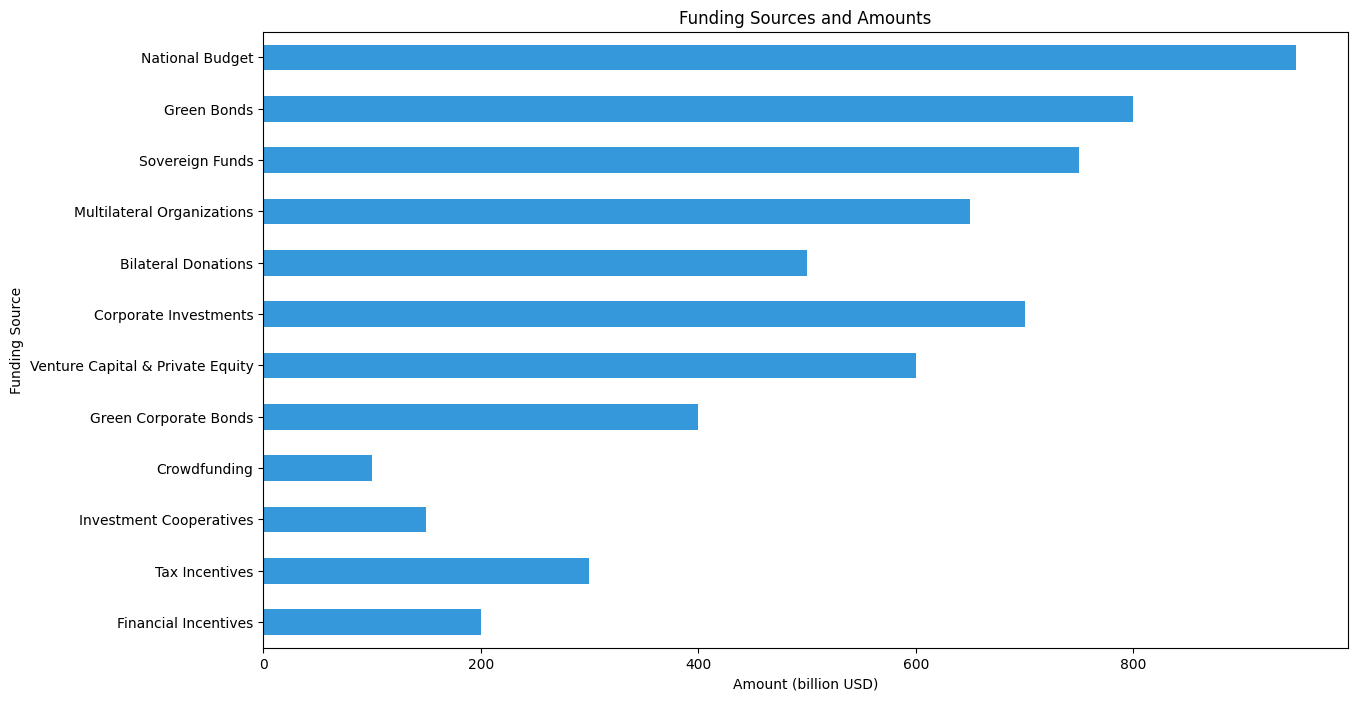 Funding Sources and Amounts
Funding Source
National Budget
Green Bonds
Sovereign Funds
Multilateral Organizations
Bilateral Donations
Corporate Investments
Venture Capital & Private Equity
Green Corporate Bonds
Crowdfunding
Investment Cooperatives
Tax Incentives
Financial Incentives
0 200 400 600 800
Amount (billion USD)